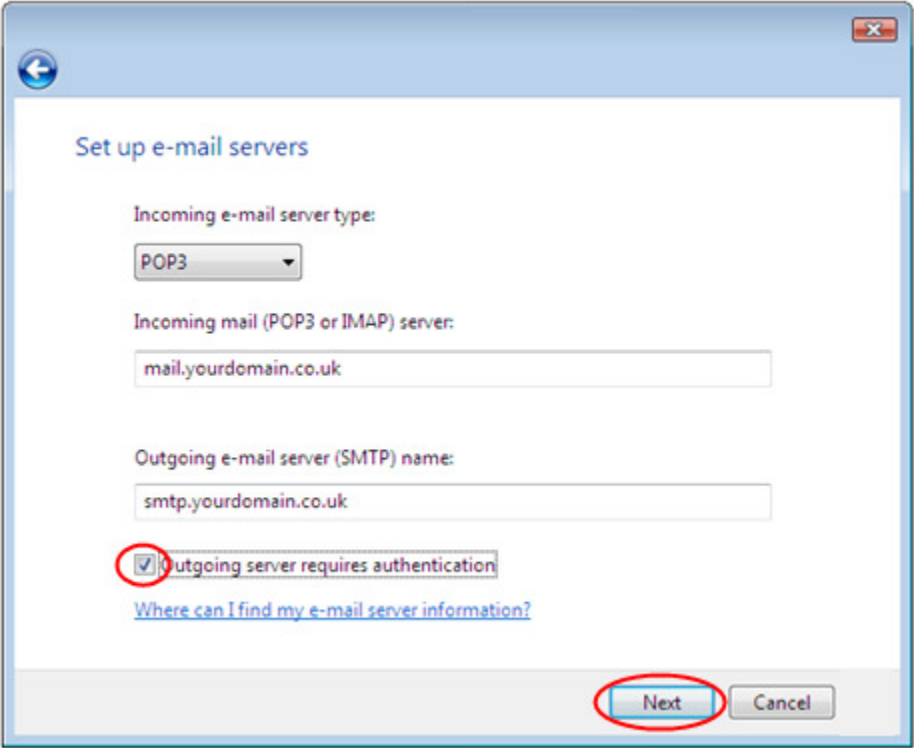 Set up e-mail servers
Incoming e-mail server type:
POP3
Incoming mail (POP3 or IMAP) server:
mail.yourdomain.co.uk
Outgoing e-mail server (SMTP) name:
smtp.yourdomain.co.uk
Outgoing server requires authentication
Where can I find my e-mail server information?
Next Cancel